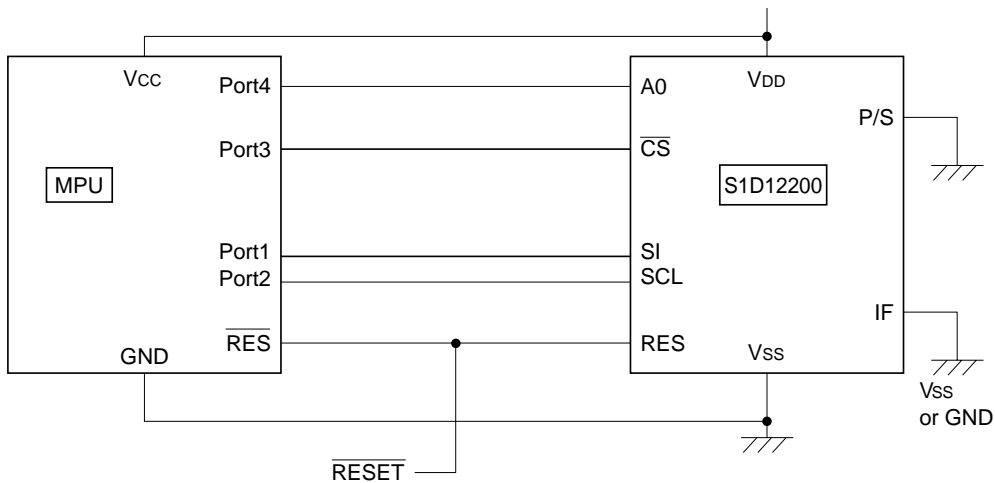 VCC
VDD
Port4
A0
P/S
Port3
CS
MPU
S1D12200
Port1
SI
Port2
SCL
IF
RES
RES
GND
VSS
VSS
or GND
RESET